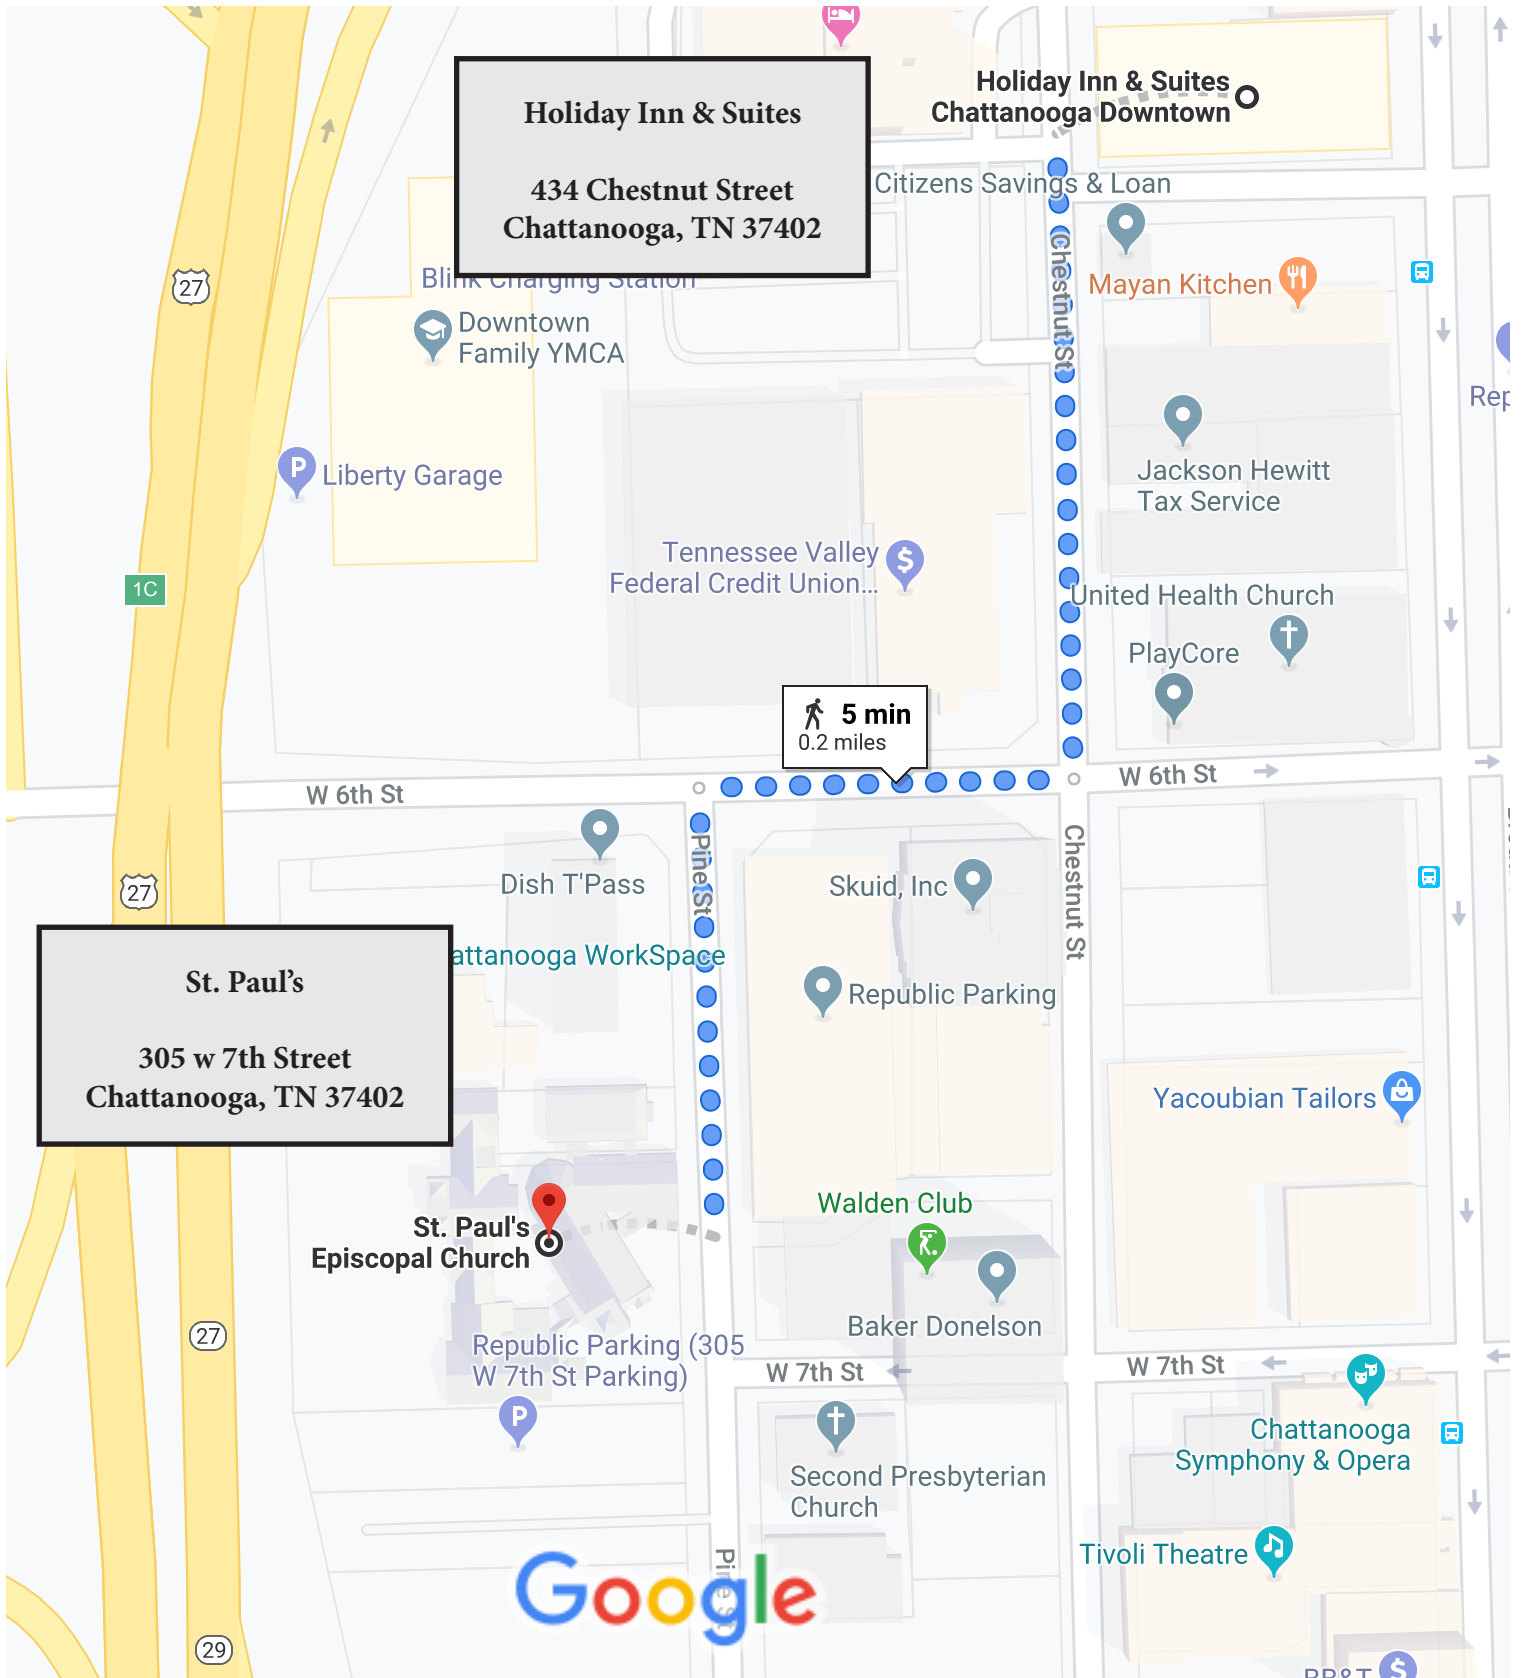 Holiday Inn & Suites
Chattanooga Downtown
Holiday Inn & Suites
434 Chestnut Street
Chattanooga, TN 37402
Citizens Savings & Loan
Chestnut St
27
Blink Charging Station
Mayan Kitchen
Downtown
Family YMCA
Rep
P
Liberty Garage
Jackson Hewitt
Tax Service
Tennessee Valley
Federal Credit Union...
$
1C
United Health Church
PlayCore
5 min
0.2 miles
W 6th St
W 6th St
Pine St
Chestnut St
27
Dish T'Pass
Skuid, Inc
attanooga WorkSpace
Republic Parking
St. Paul’s
305 w 7th Street
Chattanooga, TN 37402
Yacoubian Tailors
Walden Club
St. Paul's
Episcopal Church
Baker Donelson
27
Republic Parking (305
W 7th St Parking)
W 7th St
W 7th St
P
Chattanooga
Symphony & Opera
Second Presbyterian
Church
Tivoli Theatre
Pine St
Google
29
BB&T
$